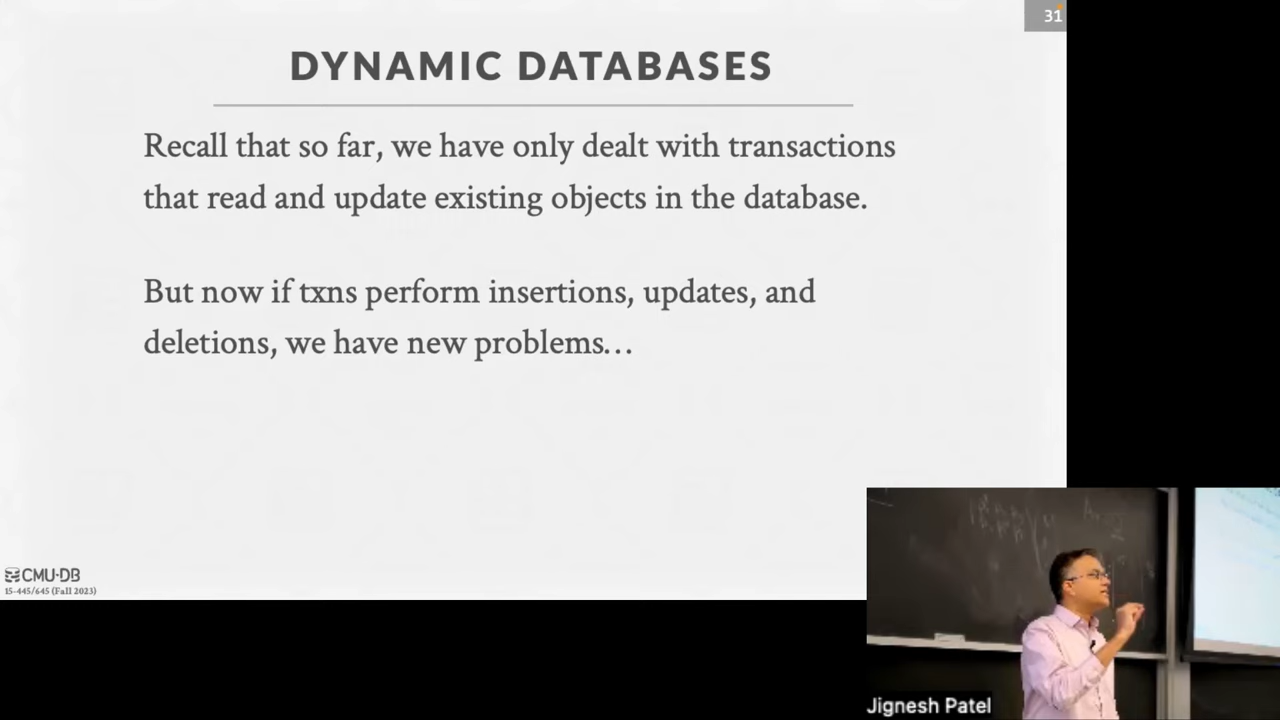 31
DYNAMIC DATABASES
Recall that so far, we have only dealt with transactions
that read and update existing objects in the database.
But now if txns perform insertions, updates, and
deletions, we have new problems…
CMU·DB
15-445/645 (Fall 2023)
Jignesh Patel